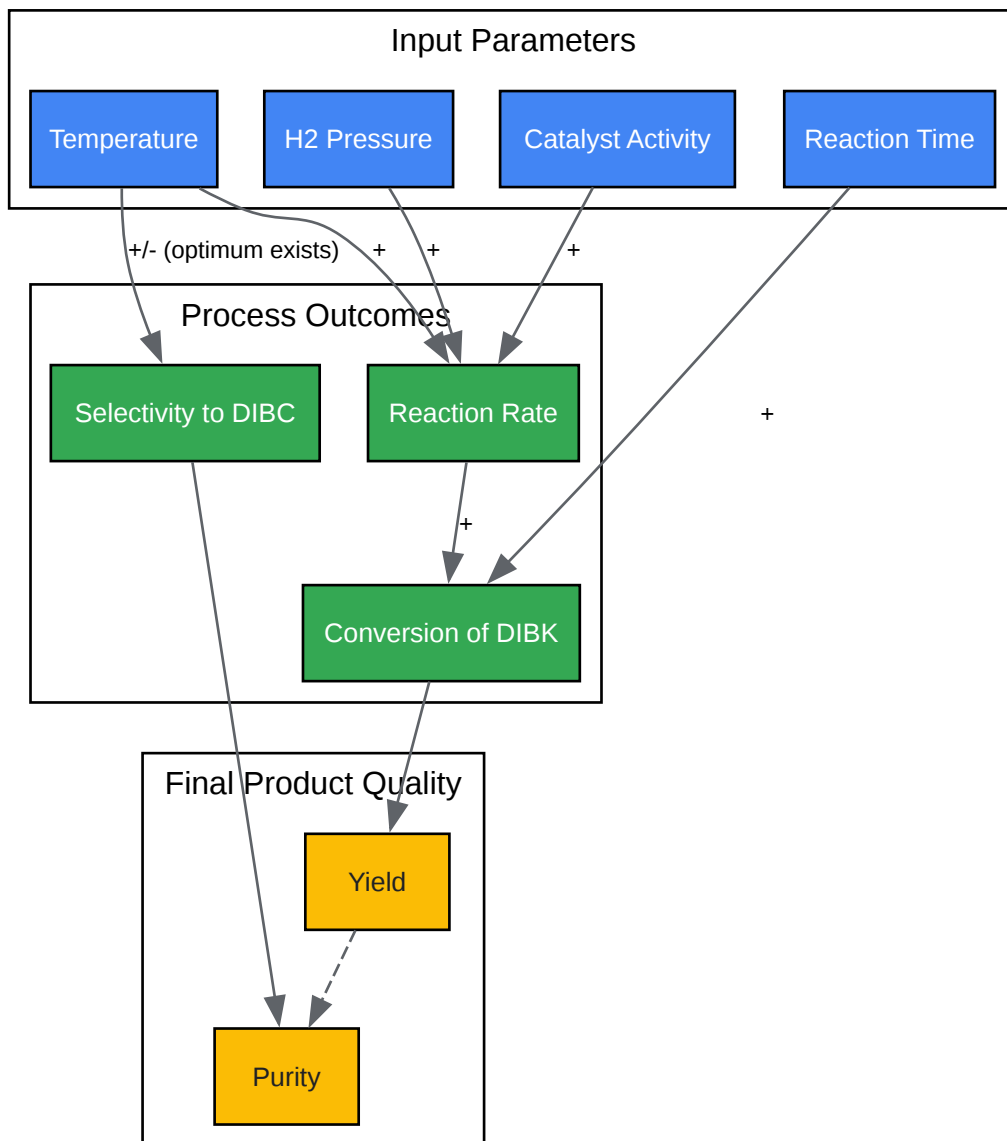 Input Parameters
Temperature
H2 Pressure
Catalyst Activity
Reaction Time
+/- (optimum exists)
+
+
+
Process Outcomes
Selectivity to DIBC
Reaction Rate
+
+
Conversion of DIBK
Final Product Quality
Yield
Purity